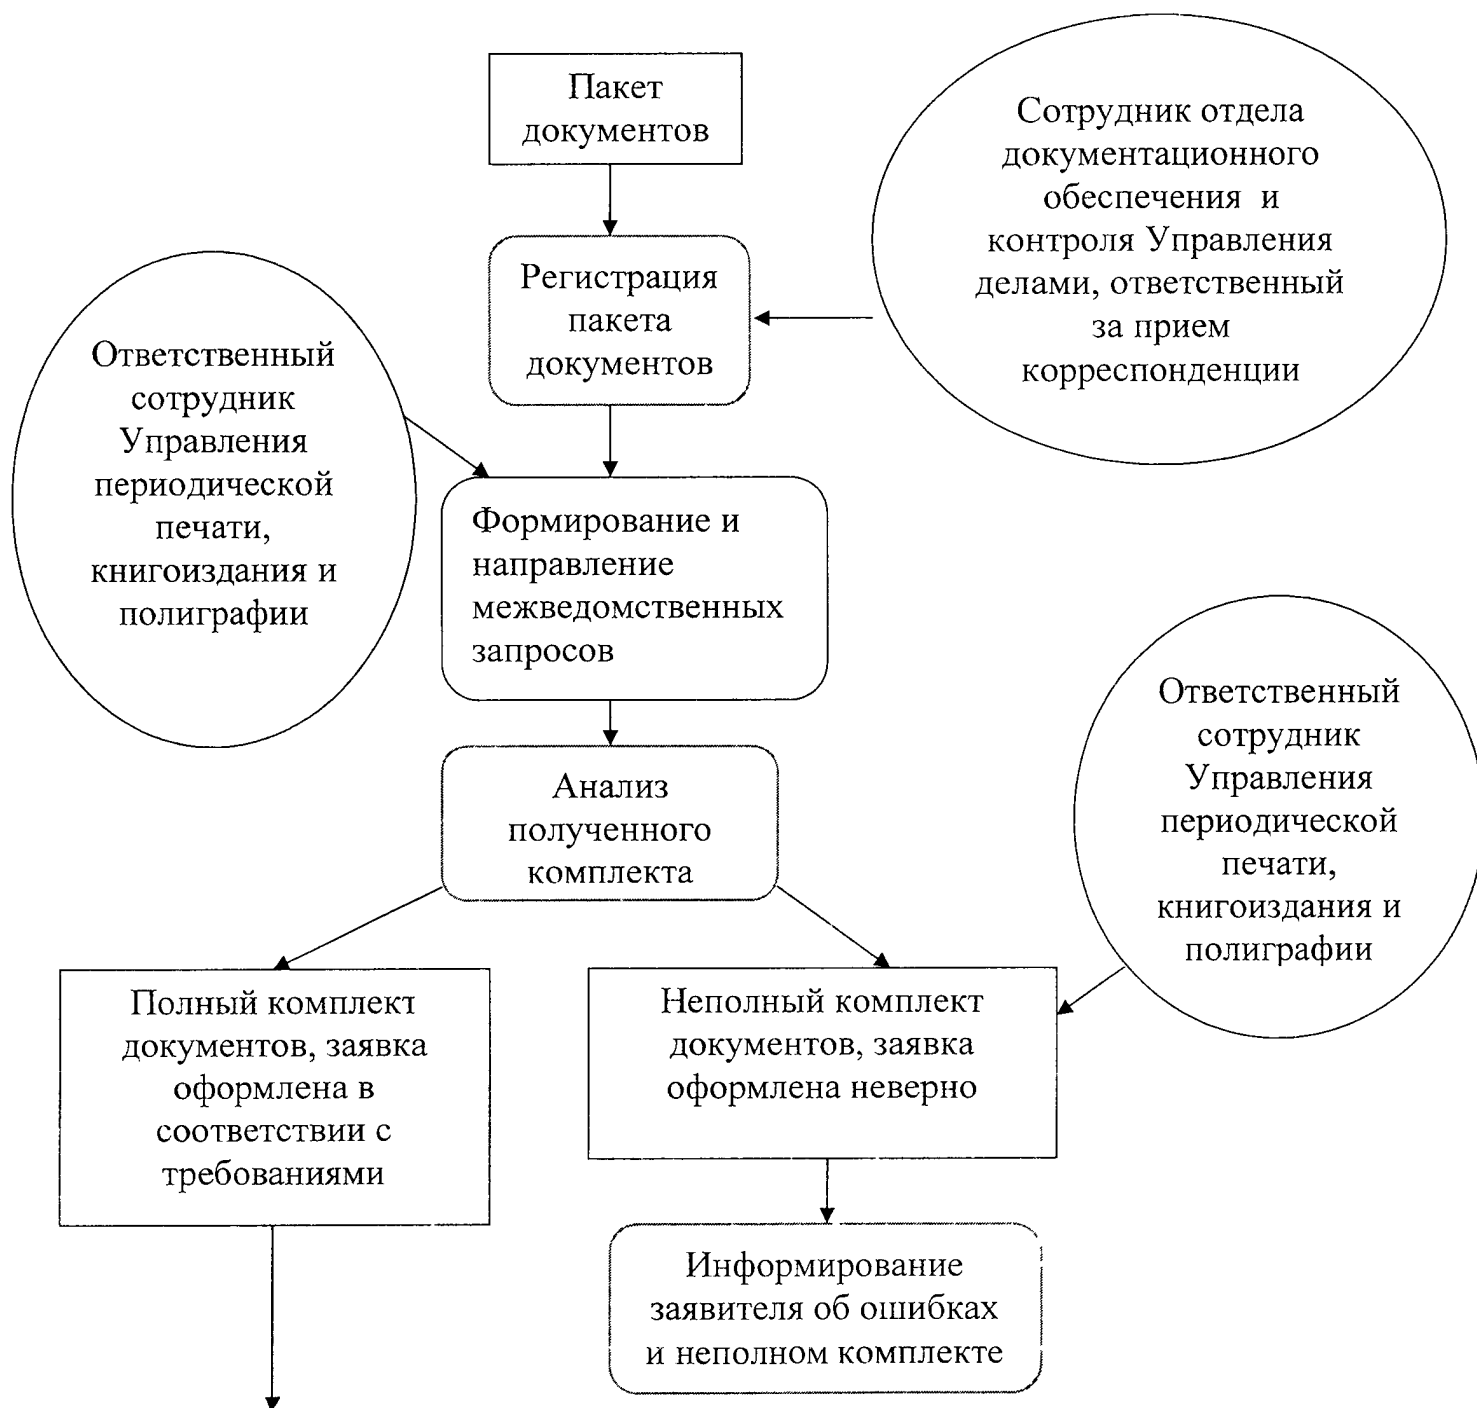 Пакет
документов
Сотрудник отдела
документационного
обеспечения и
контроля Управления
делами, ответственный
за прием
корреспонденции
Регистрация
пакета
документов
Ответственный
сотрудник
Управления
периодической
печати,
книгоиздания и
полиграфии
Формирование и
направление
межведомственных
запросов
Ответственный
сотрудник
Управления
периодической
печати,
книгоиздания и
полиграфии
Анализ
полученного
комплекта
Полный комплект
документов, заявка
оформлена в
соответствии с
требованиями
Неполный комплект
документов, заявка
оформлена неверно
Информирование
заявителя об ошибках
и неполном комплекте